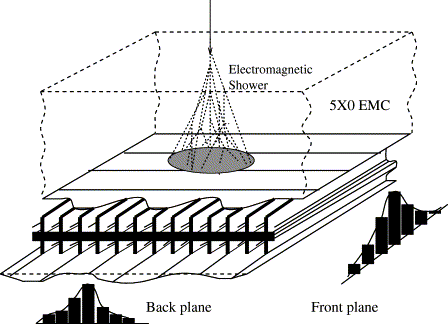 Electromagnetic
Shower
5X0 EMC
Back plane
Front plane